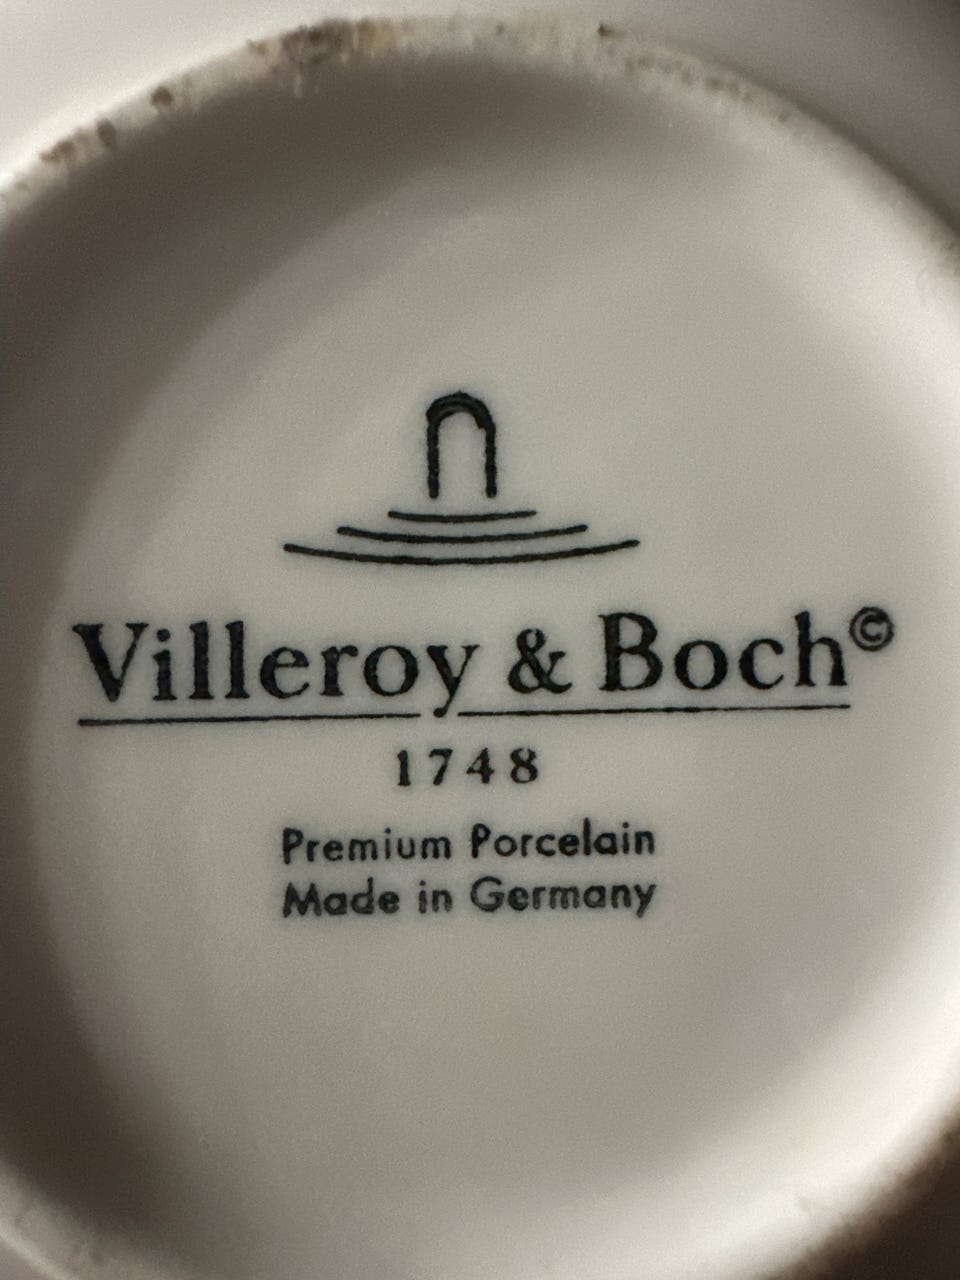 Villeroy & Boch©
1748
Premium Porcelain
Made in Germany